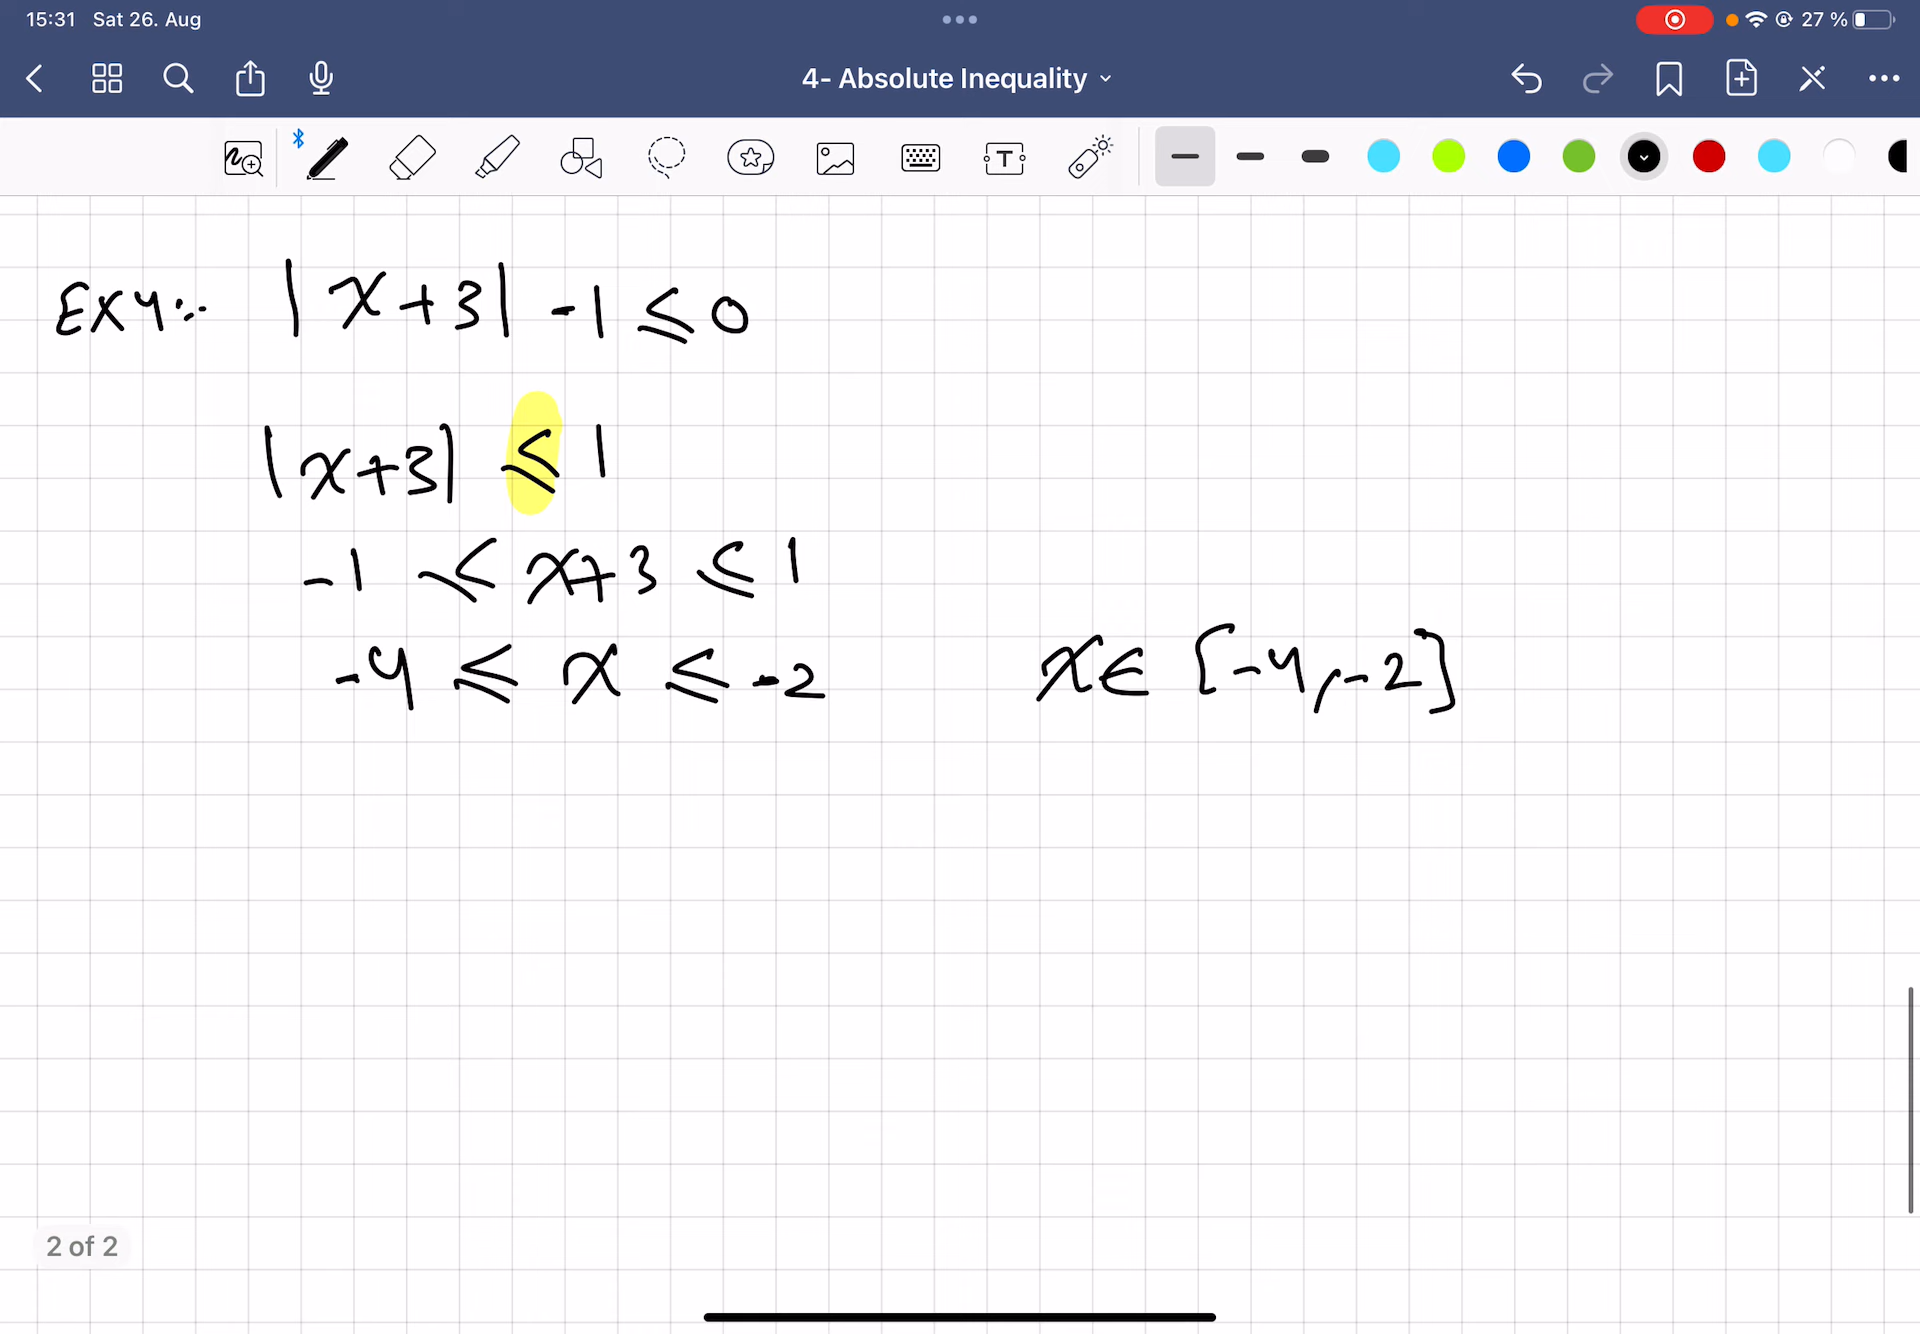 15:31 Sat 26. Aug 27 %
4- Absolute Inequality
T
EX4:- |x+3| -1 ≤ 0
|x+3| ≤ 1
-1 ≤ x+3 ≤ 1
-4 ≤ x ≤ -2 x∈ [-4,-2]
2 of 2